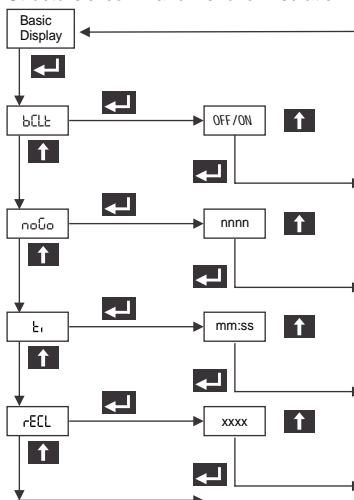 Basic
Display
bCLt
OFF/ON
noGo
nnnn
ti
mm:ss
rECL
xxxx